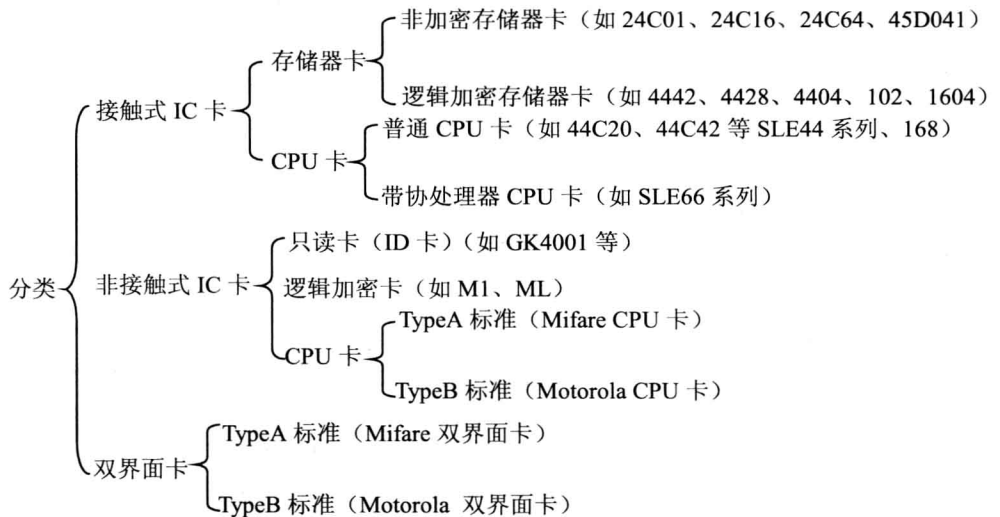 非加密存储器卡（如 24C01、24C16、24C64、45D041）
存储器卡
逻辑加密存储器卡（如 4442、4428、4404、102、1604）
接触式 IC 卡
普通 CPU 卡（如 44C20、44C42 等 SLE44 系列、168）
CPU 卡
带协处理器 CPU 卡（如 SLE66 系列）
只读卡（ID 卡）（如 GK4001 等）
分类
非接触式 IC 卡
逻辑加密卡（如 M1、ML）
TypeA 标准（Mifare CPU 卡）
CPU 卡
TypeB 标准（Motorola CPU 卡）
TypeA 标准（Mifare 双界面卡）
双界面卡
TypeB 标准（Motorola 双界面卡）